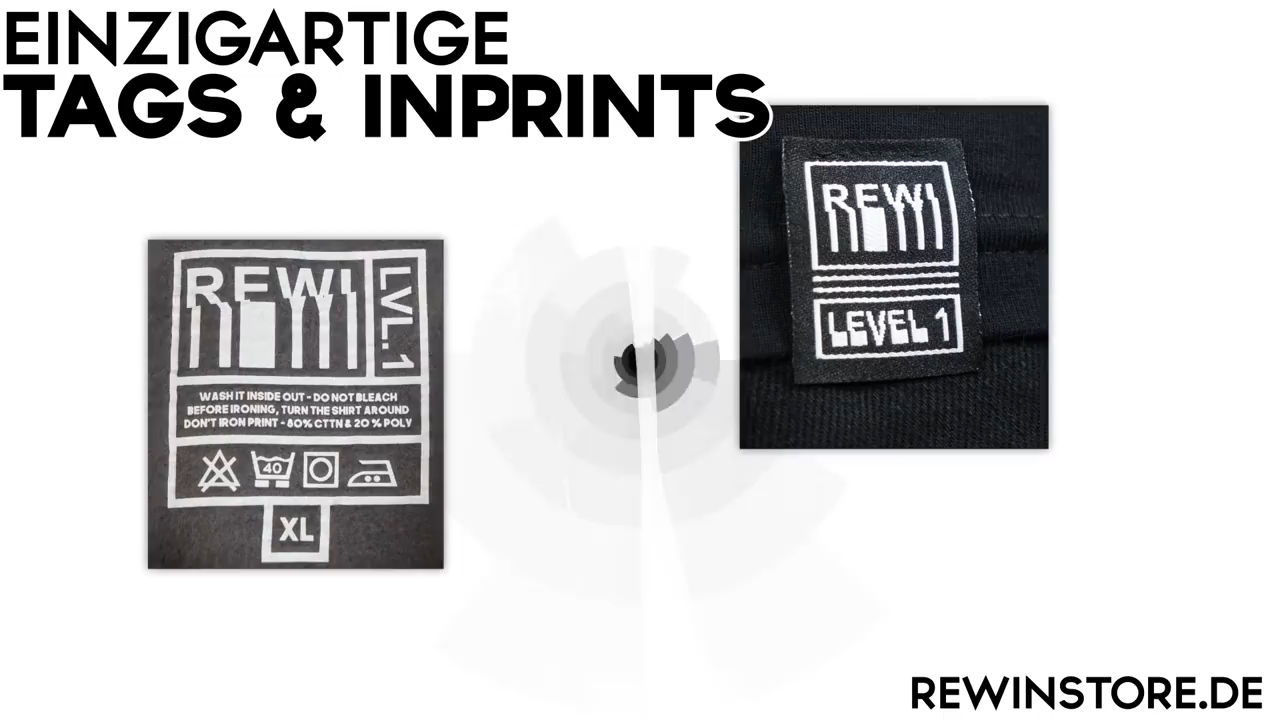 EINZIGARTIGE
TAGS & INPRINTS
REWI
LVL.1
WASH IT INSIDE OUT - DO NOT BLEACH
BEFORE IRONING, TURN THE SHIRT AROUND
DON'T IRON PRINT - 80% CTTN & 20 % POLY
40
XL
REWI
LEVEL 1
REWINSTORE.DE